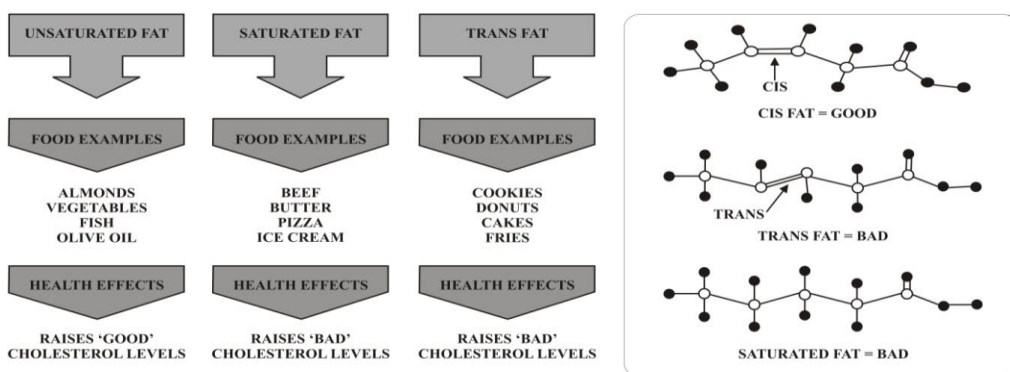 UNSATURATED FAT
FOOD EXAMPLES
ALMONDS
VEGETABLES
FISH
OLIVE OIL
HEALTH EFFECTS
RAISES ‘GOOD’
CHOLESTEROL LEVELS
SATURATED FAT
FOOD EXAMPLES
BEEF
BUTTER
PIZZA
ICE CREAM
HEALTH EFFECTS
RAISES ‘BAD’
CHOLESTEROL LEVELS
TRANS FAT
FOOD EXAMPLES
COOKIES
DONUTS
CAKES
FRIES
HEALTH EFFECTS
RAISES ‘BAD’
CHOLESTEROL LEVELS
CIS
CIS FAT = GOOD
TRANS
TRANS FAT = BAD
SATURATED FAT = BAD